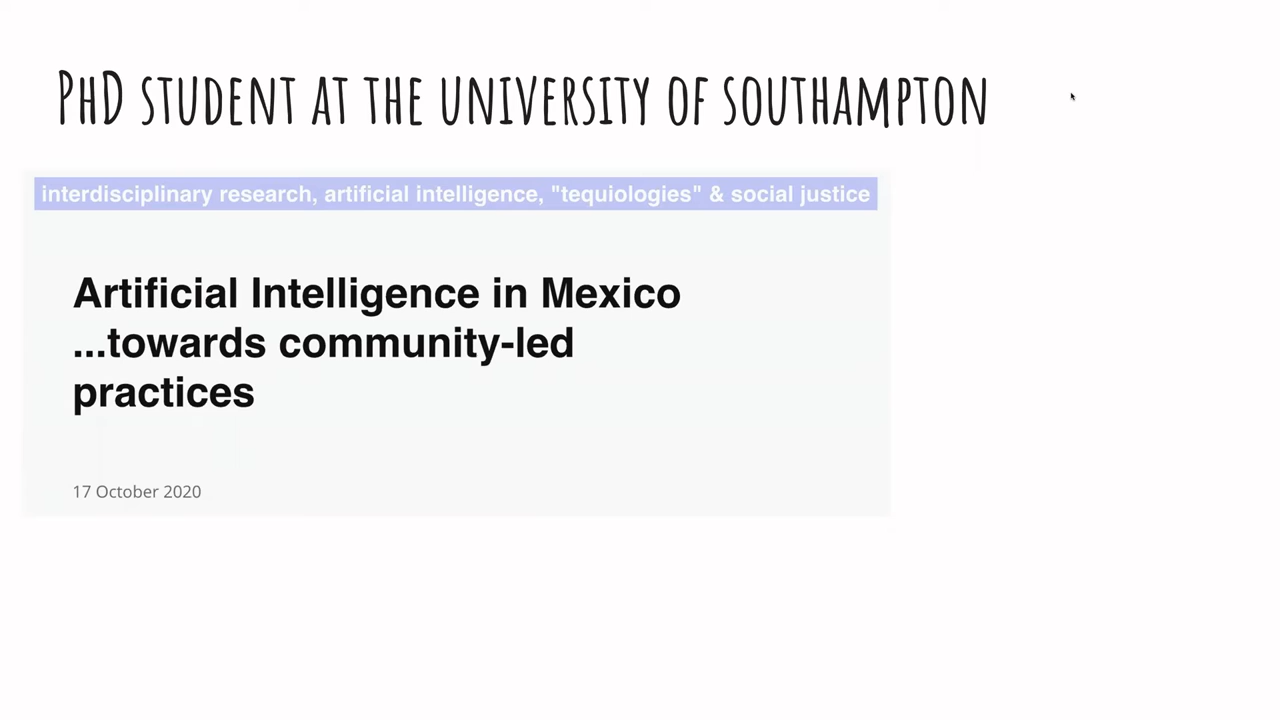 PhD student at the university of Southampton
interdisciplinary research, artificial intelligence, "tequiologies" & social justice
Artificial Intelligence in Mexico
...towards community-led
practices
17 October 2020